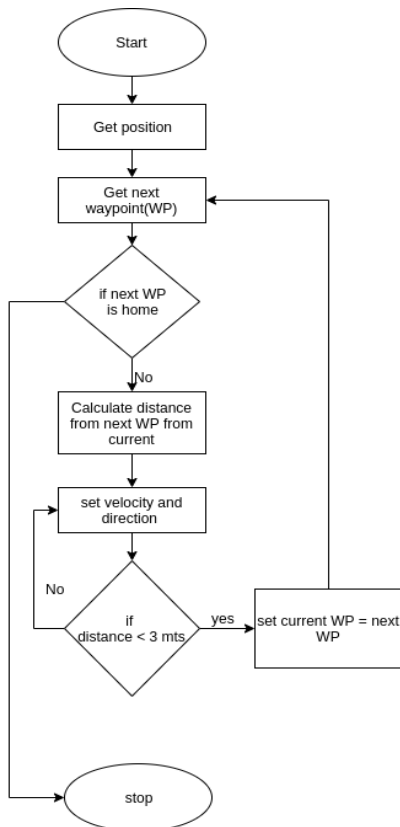 Start
Get position
Get next
waypoint(WP)
if next WP
is home
No
Calculate distance
from next WP from
current
set velocity and
direction
No
if
distance < 3 mts
yes
set current WP = next
WP
stop